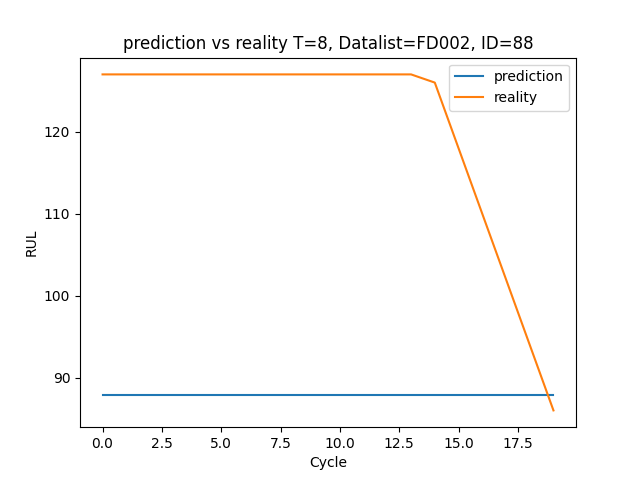 prediction vs reality T=8, Datalist=FD002, ID=88
prediction
reality
120
110
100
90
RUL
0.0 2.5 5.0 7.5 10.0 12.5 15.0 17.5
Cycle